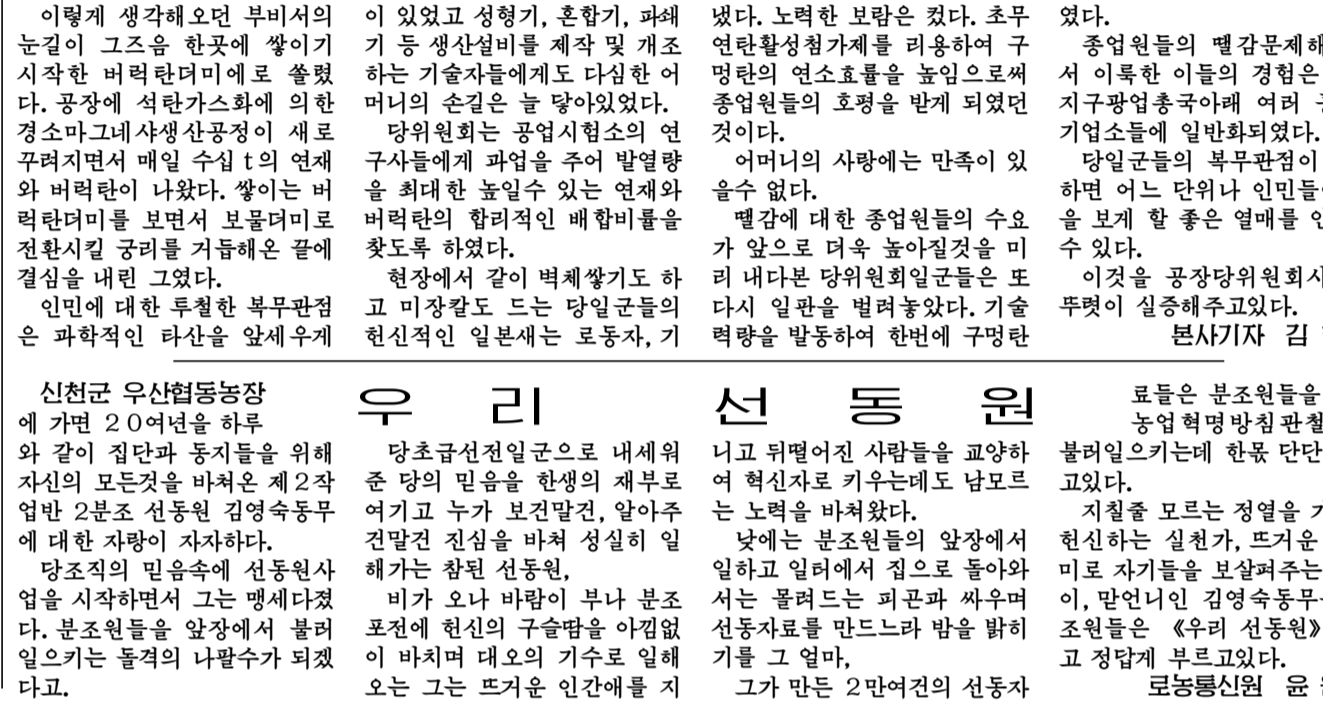 이렇게 생각해오던 부비서의
눈길이 그즈음 한곳에 쌓이기
시작한 버럭탄더미에로 쏠렸
다. 공장에 석탄가스화에 의한
경소마그네샤생산공정이 새로
꾸려지면서 매일 수십 t의 연재
와 버럭탄이 나왔다. 쌓이는 버
럭탄더미를 보면서 보물더미로
전환시킬 궁리를 거듭해온 끝에
결심을 내린 그였다.
인민에 대한 투철한 복무관점
은 과학적인 타산을 앞세우게
이 있었고 성형기, 혼합기, 파쇄
기 등 생산설비를 제작 및 개조
하는 기술자들에게도 다심한 어
머니의 손길은 늘 닿아있었다.
당위원회는 공업시험소의 연
구사들에게 과업을 주어 발열량
을 최대한 높일수 있는 연재와
버럭탄의 합리적인 배합비률을
찾도록 하였다.
현장에서 같이 벽체쌓기도 하
고 미장칼도 드는 당일군들의
헌신적인 일본새는 로동자, 기
냈다. 노력한 보람은 컸다. 초무
연탄활성첨가제를 리용하여 구
멍탄의 연소효률을 높임으로써
종업원들의 호평을 받게 되였던
것이다.
어머니의 사랑에는 만족이 있
을수 없다.
땔감에 대한 종업원들의 수요
가 앞으로 더욱 높아질것을 미
리 내다본 당위원회일군들은 또
다시 일판을 벌려놓았다. 기술
력량을 발동하여 한번에 구멍탄
였다.
종업원들의 땔감문제해
서 이룩한 이들의 경험은
지구광업총국아래 여러
기업소들에 일반화되였다.
당일군들의 복무관점이
하면 어느 단위나 인민들
을 보게 할 좋은 열매를
수 있다.
이것을 공장당위원회사
뚜렷이 실증해주고있다.
본사기자 김
우리 선동원
신천군 우산협동농장
에 가면 20여년을 하루
와 같이 집단과 동지들을 위해
자신의 모든것을 바쳐온 제2작
업반 2분조 선동원 김영숙동무
에 대한 자랑이 자자하다.
당조직의 믿음속에 선동원사
업을 시작하면서 그는 맹세다졌
다. 분조원들을 앞장에서 불러
일으키는 돌격의 나팔수가 되겠
다고.
당초급선전일군으로 내세워
준 당의 믿음을 한생의 재부로
여기고 누가 보건말건, 알아주
건말건 진심을 바쳐 성실히 일
해가는 참된 선동원,
비가 오나 바람이 부나 분조
포전에 헌신의 구슬땀을 아낌없
이 바치며 대오의 기수로 일해
오는 그는 뜨거운 인간애를 지
니고 뒤떨어진 사람들을 교양하
여 혁신자로 키우는데도 남모르
는 노력을 바쳐왔다.
낮에는 분조원들의 앞장에서
일하고 일터에서 집으로 돌아와
서는 몰려드는 피곤과 싸우며
선동자료를 만드느라 밤을 밝히
기를 그 얼마,
그가 만든 2만여건의 선동자
료들은 분조원들을
농업혁명방침관철
불러일으키는데 한몫 단단
고있다.
지칠줄 모르는 정열을
헌신하는 실천가, 뜨거운
미로 자기들을 보살펴주는
이, 맏언니인 김영숙동무
조원들은 《우리 선동원》
고 정답게 부르고있다.
로농통신원 윤